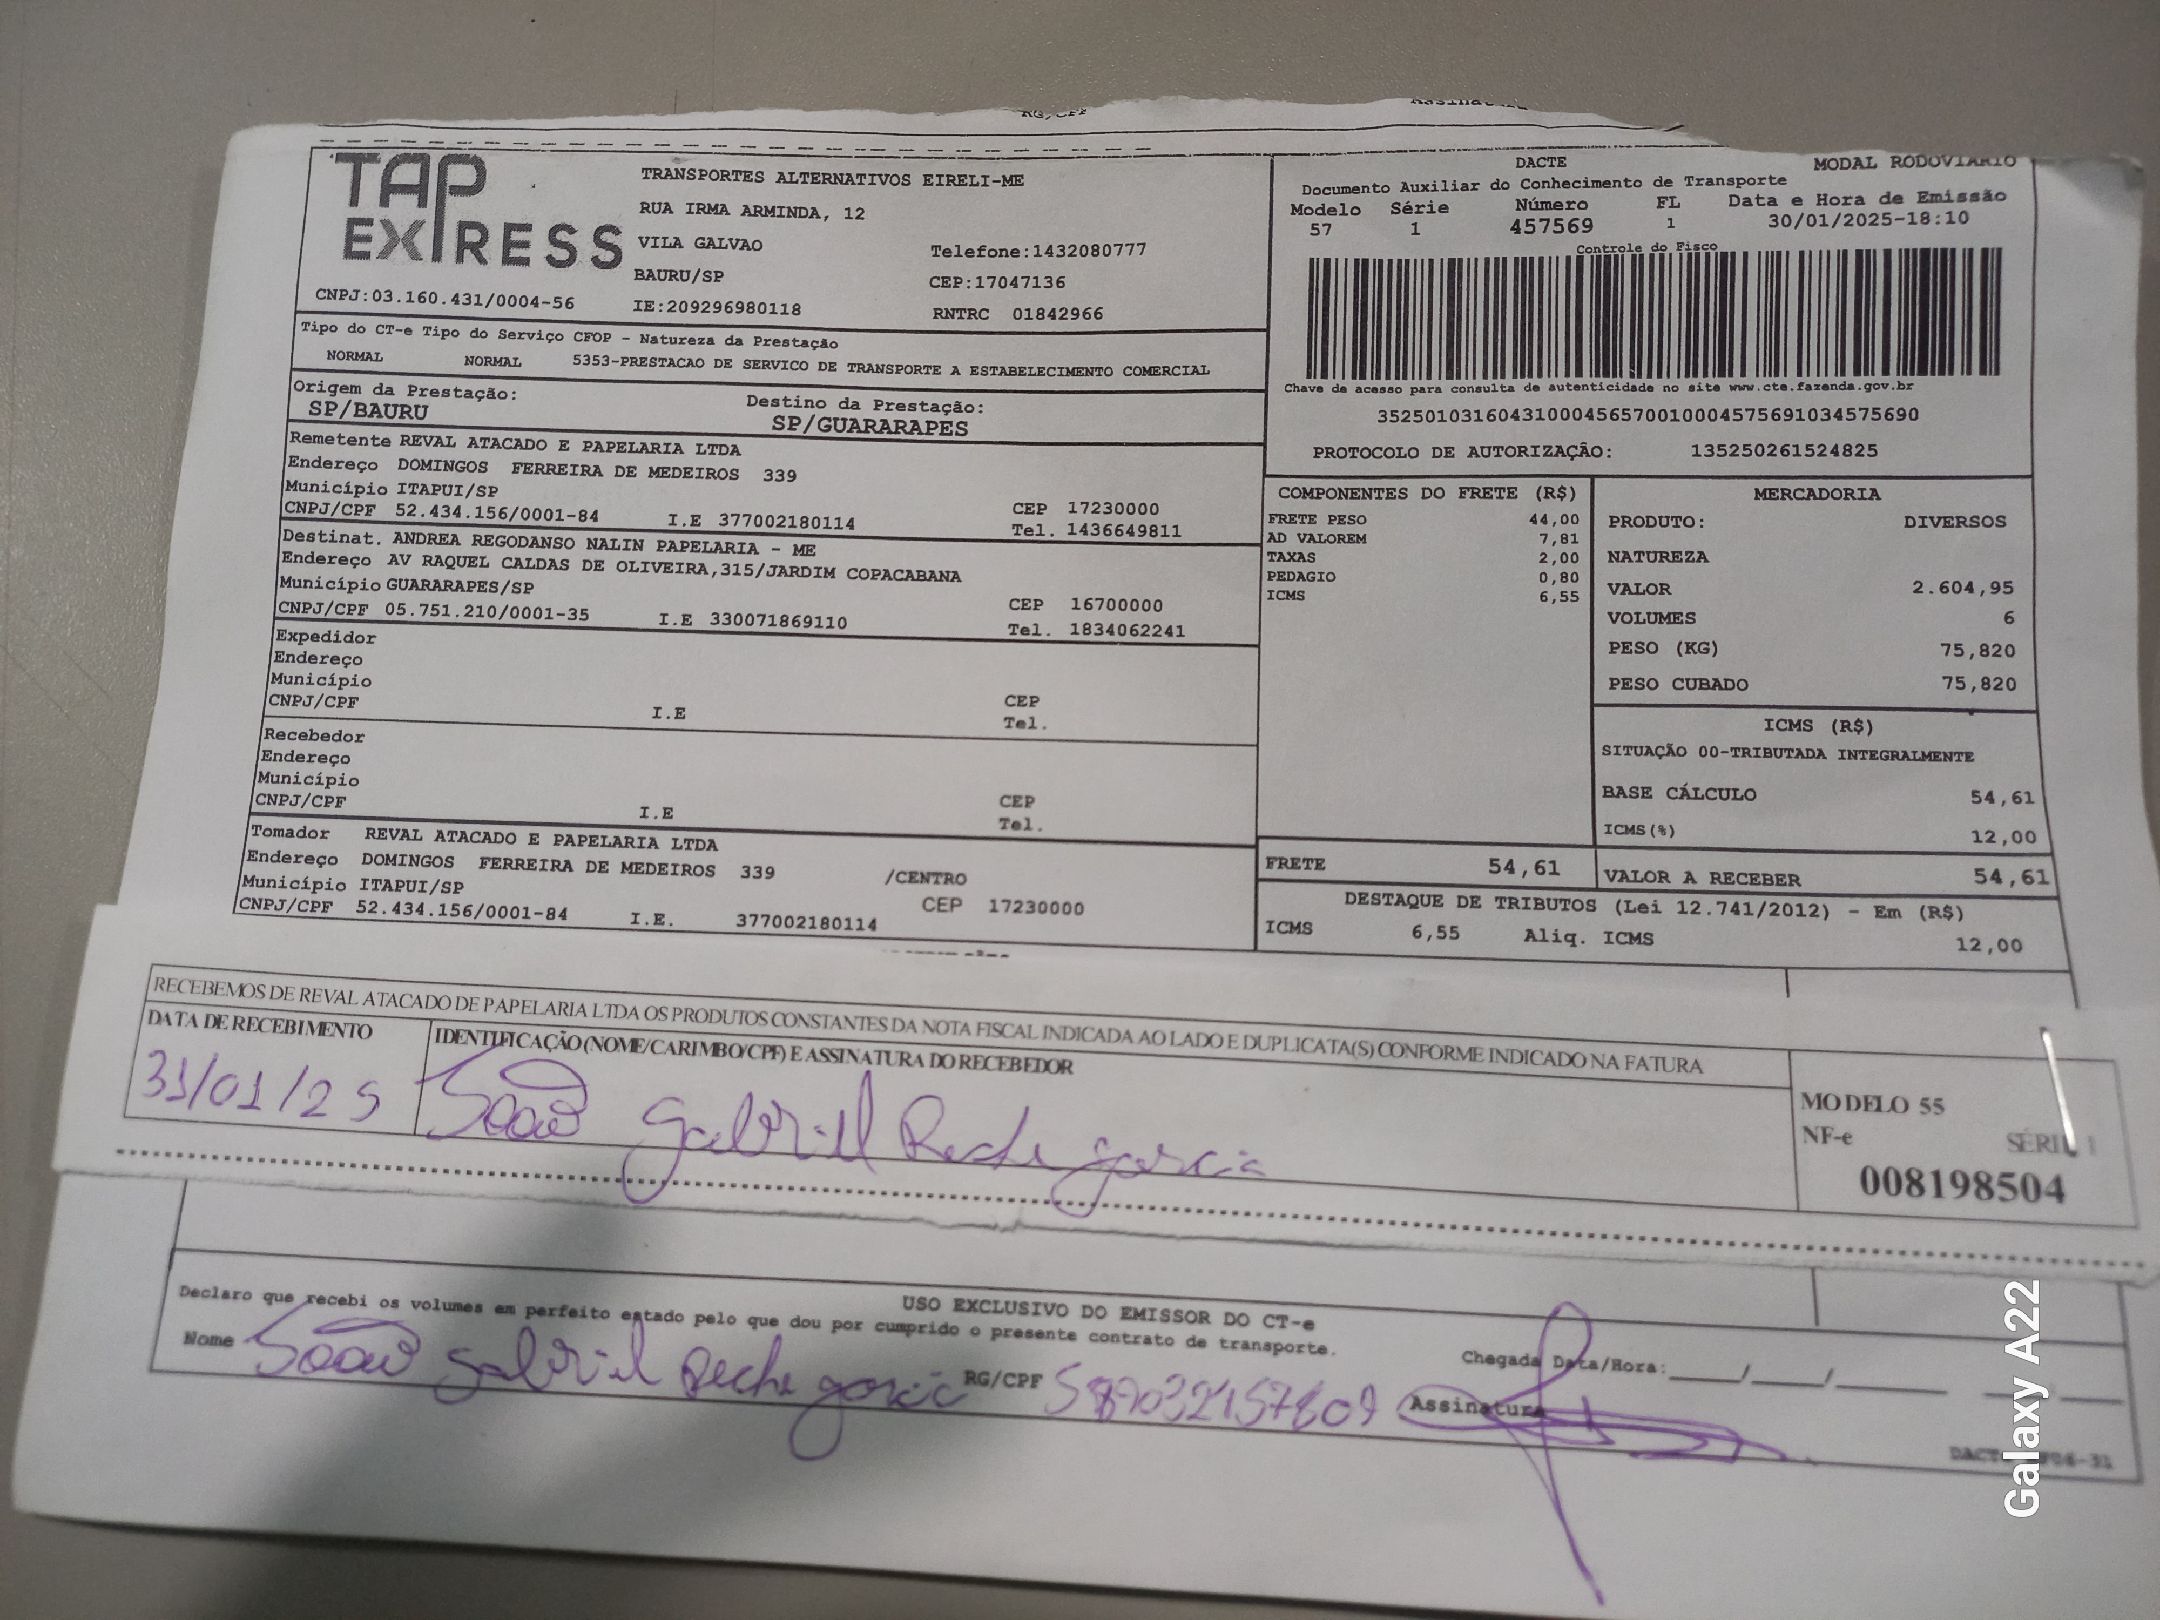 TAP EXPRESS
TRANSPORTES ALTERNATIVOS EIRELI-ME
RUA IRMA ARMINDA, 12
VILA GALVAO Telefone:1432080777
BAURU/SP CEP:17047136
CNPJ:03.160.431/0004-56 IE:209296980118 RNTRC 01842966
DACTE MODAL RODOVIÁRIO
Documento Auxiliar do Conhecimento de Transporte
Modelo Série Número FL Data e Hora de Emissão
57 1 457569 1 30/01/2025-18:10
Controle do Fisco
Chave de acesso para consulta de autenticidade no site www.cte.fazenda.gov.br
35250103160431000456570010004575691034575690
PROTOCOLO DE AUTORIZAÇÃO: 135250261524825
Tipo do CT-e Tipo do Serviço CFOP - Natureza da Prestação
NORMAL NORMAL 5353-PRESTACAO DE SERVICO DE TRANSPORTE A ESTABELECIMENTO COMERCIAL
Origem da Prestação: Destino da Prestação:
SP/BAURU SP/GUARARAPES
Remetente REVAL ATACADO E PAPELARIA LTDA
Endereço DOMINGOS FERREIRA DE MEDEIROS 339
Município ITAPUI/SP CEP 17230000
CNPJ/CPF 52.434.156/0001-84 I.E 377002180114 Tel. 1436649811
Destinat. ANDREA REGODANSO NALIN PAPELARIA - ME
Endereço AV RAQUEL CALDAS DE OLIVEIRA,315/JARDIM COPACABANA
Município GUARARAPES/SP CEP 16700000
CNPJ/CPF 05.751.210/0001-35 I.E 330071869110 Tel. 1834062241
Expedidor
Endereço
Município CEP
CNPJ/CPF I.E Tel.
Recebedor
Endereço
Município CEP
CNPJ/CPF I.E Tel.
Tomador REVAL ATACADO E PAPELARIA LTDA
Endereço DOMINGOS FERREIRA DE MEDEIROS 339 /CENTRO
Município ITAPUI/SP CEP 17230000
CNPJ/CPF 52.434.156/0001-84 I.E. 377002180114
COMPONENTES DO FRETE (R$)
FRETE PESO 44,00
AD VALOREM 7,81
TAXAS 2,00
PEDAGIO 0,80
ICMS 6,55
FRETE 54,61
MERCADORIA
PRODUTO: DIVERSOS
NATUREZA
VALOR 2.604,95
VOLUMES 6
PESO (KG) 75,820
PESO CUBADO 75,820
ICMS (R$)
SITUAÇÃO 00-TRIBUTADA INTEGRALMENTE
BASE CÁLCULO 54,61
ICMS(%) 12,00
VALOR A RECEBER 54,61
DESTAQUE DE TRIBUTOS (Lei 12.741/2012) - Em (R$)
ICMS 6,55 Aliq. ICMS 12,00
RECEBEMOS DE REVAL ATACADO DE PAPELARIA LTDA OS PRODUTOS CONSTANTES DA NOTA FISCAL INDICADA AO LADO E DUPLICATA(S) CONFORME INDICADO NA FATURA
DATA DE RECEBIMENTO IDENTIFICAÇÃO (NOME/CARIMBO/CPF) E ASSINATURA DO RECEBEDOR
31/01/25 João Gabriel Reche Garcia
MODELO 55
NF-e SÉRIE 1
008198504
USO EXCLUSIVO DO EMISSOR DO CT-e
Declaro que recebi os volumes em perfeito estado pelo que dou por cumprido o presente contrato de transporte.
Nome João Gabriel Reche Garcia RG/CPF Assinatura
Chegada Data/Hora: ____/____/____
Galaxy A22